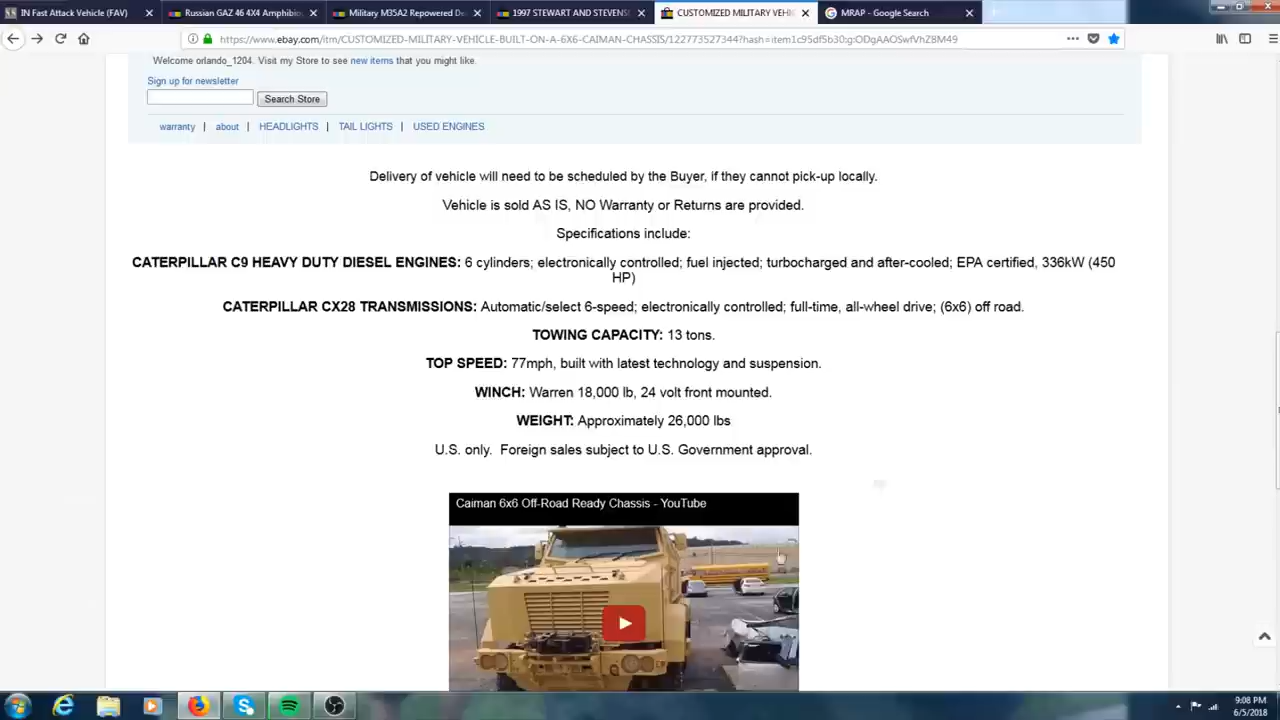 IN Fast Attack Vehicle (FAV)
Russian GAZ 46 4X4 Amphibio
Military M35A2 Repowered De
1997 STEWART AND STEVENS
CUSTOMIZED MILITARY VEHIC
MRAP - Google Search
https://www.ebay.com/itm/CUSTOMIZED-MILITARY-VEHICLE-BUILT-ON-A-6X6-CAIMAN-CHASSIS/122773527344?hash=item1c95df5b30:g:ODgAAOSwfVhZBM49
Welcome orlando_1204. Visit my Store to see new items that you might like.
Sign up for newsletter
Search Store
warranty | about | HEADLIGHTS | TAIL LIGHTS | USED ENGINES
Delivery of vehicle will need to be scheduled by the Buyer, if they cannot pick-up locally.
Vehicle is sold AS IS, NO Warranty or Returns are provided.
Specifications include:
CATERPILLAR C9 HEAVY DUTY DIESEL ENGINES: 6 cylinders; electronically controlled; fuel injected; turbocharged and after-cooled; EPA certified, 336kW (450
HP)
CATERPILLAR CX28 TRANSMISSIONS: Automatic/select 6-speed; electronically controlled; full-time, all-wheel drive; (6x6) off road.
TOWING CAPACITY: 13 tons.
TOP SPEED: 77mph, built with latest technology and suspension.
WINCH: Warren 18,000 lb, 24 volt front mounted.
WEIGHT: Approximately 26,000 lbs
U.S. only. Foreign sales subject to U.S. Government approval.
Caiman 6x6 Off-Road Ready Chassis - YouTube
9:08 PM
6/5/2018